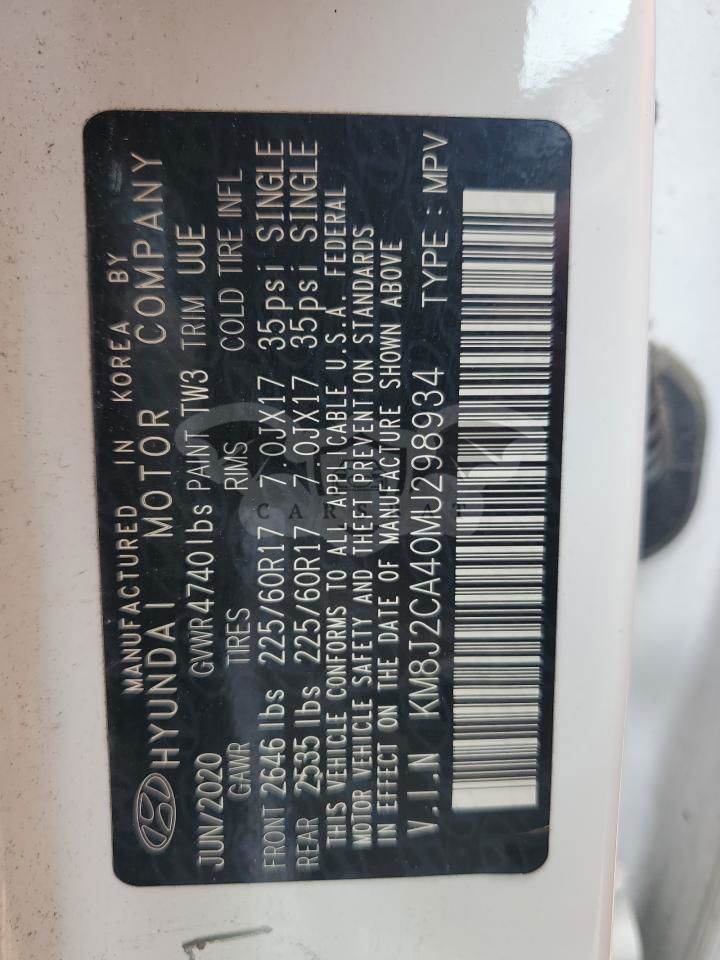 MANUFACTURED IN KOREA BY
HYUNDAI MOTOR COMPANY
JUN/2020 GVWR4740lbs PAINT TW3 TRIM UUE
GAWR TIRES RIMS COLD TIRE INFL
FRONT 2646 lbs 225/60R17 7.0JX17 35psi SINGLE
REAR 2535 lbs 225/60R17 7.0JX17 35psi SINGLE
THIS VEHICLE CONFORMS TO ALL APPLICABLE U.S.A. FEDERAL
MOTOR VEHICLE SAFETY AND THEFT PREVENTION STANDARDS
IN EFFECT ON THE DATE OF MANUFACTURE SHOWN ABOVE
V.I.N KM8J2CA40MU298934 TYPE : MPV